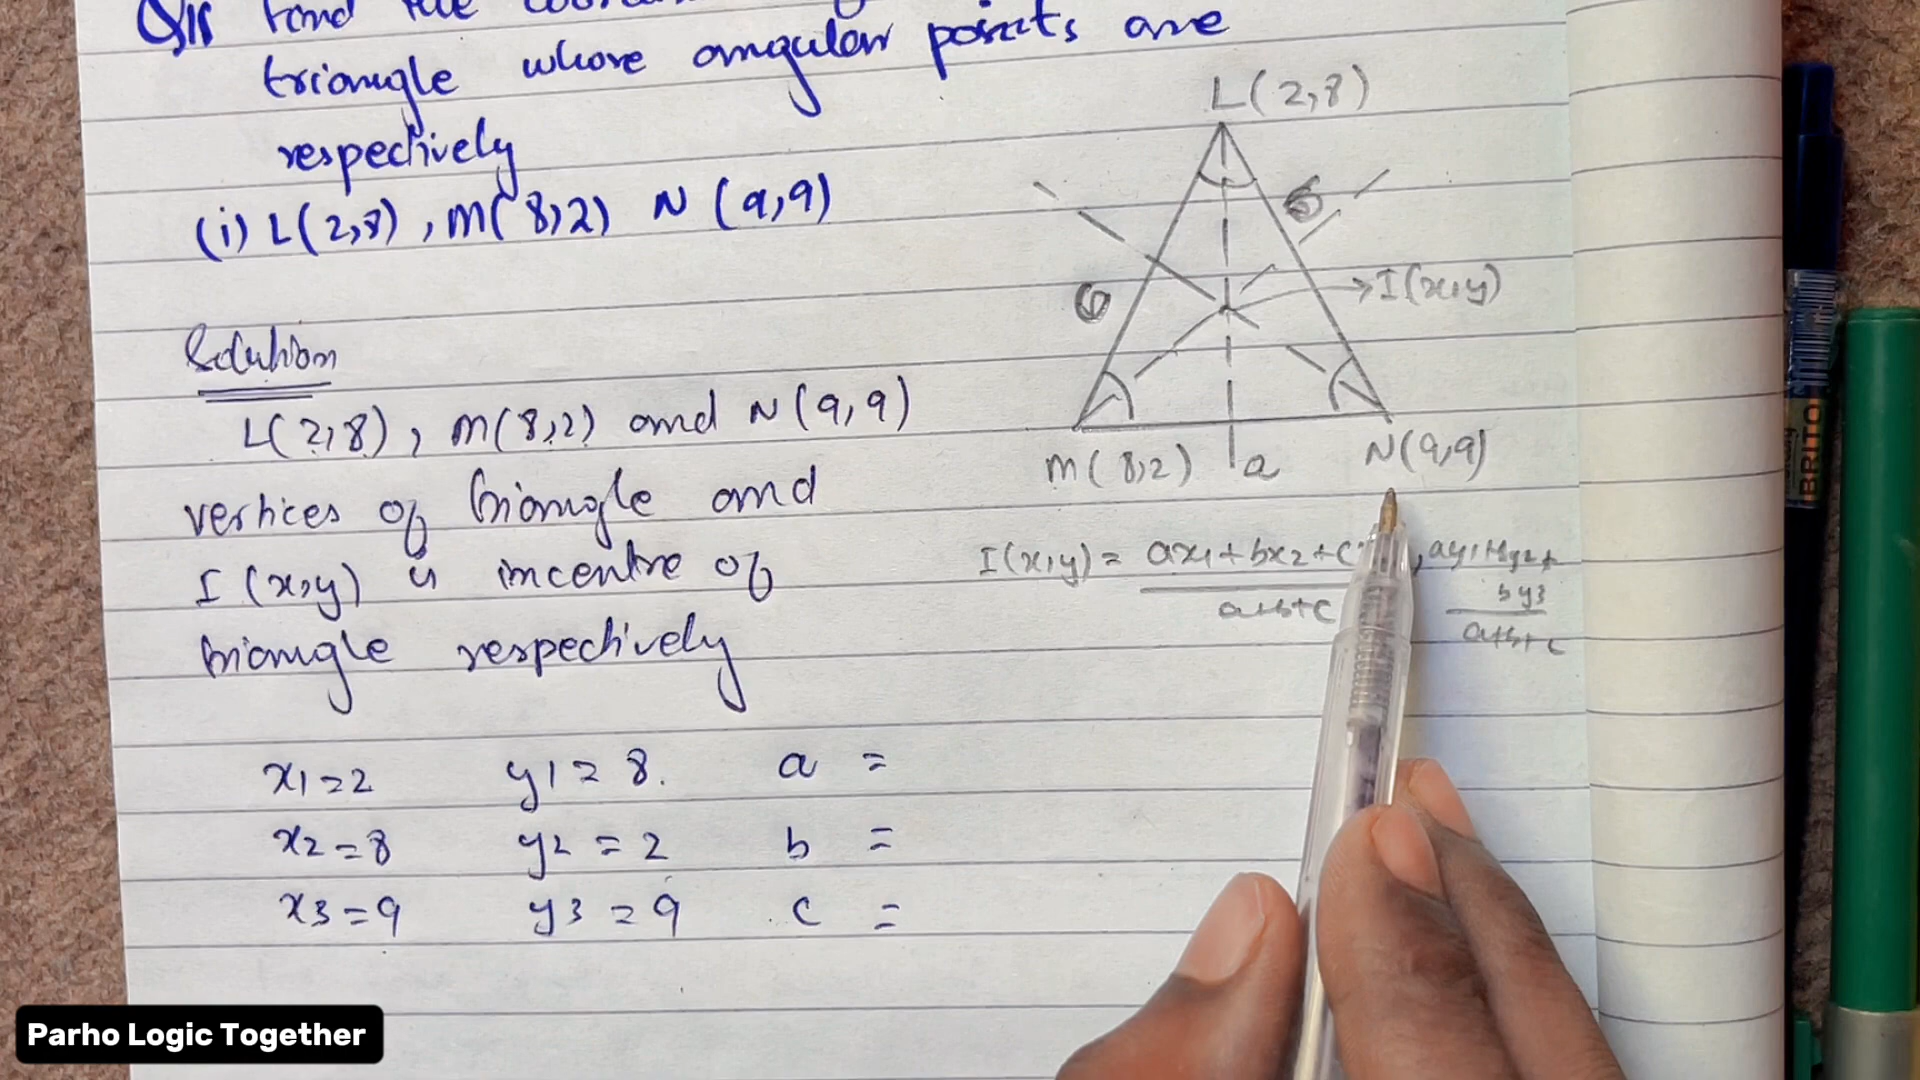 Q1s Find the
triangle whose angular points are
respectively
(i) L(2,8) , M(8,2) N (9,9)
Solution
L(2,8) , M(8,2) and N (9,9)
vertices of triangle and
I (x,y) is incentre of
triangle respectively
x1=2 y1=8. a =
x2=8 y2=2 b =
x3=9 y3=9 c =
L(2,8)
I(x,y)
M(8,2) a N(9,9)
I(x,y) = ax1+bx2+c , ay1+by2+
by3
a+b+c a+b+c
BRITO
Parho Logic Together